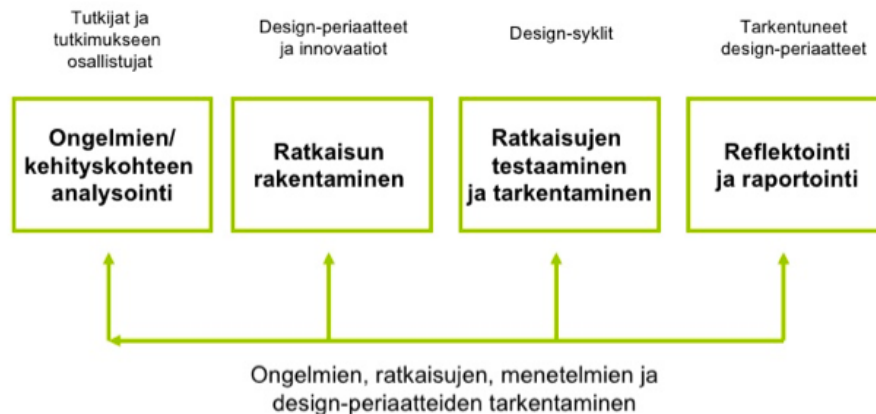 Tutkijat ja
tutkimukseen
osallistujat
Design-periaatteet
ja innovaatiot
Design-syklit
Tarkentuneet
design-periaatteet
Ongelmien/
kehityskohteen
analysointi
Ratkaisun
rakentaminen
Ratkaisujen
testaaminen
ja tarkentaminen
Reflektointi
ja raportointi
Ongelmien, ratkaisujen, menetelmien ja
design-periaatteiden tarkentaminen